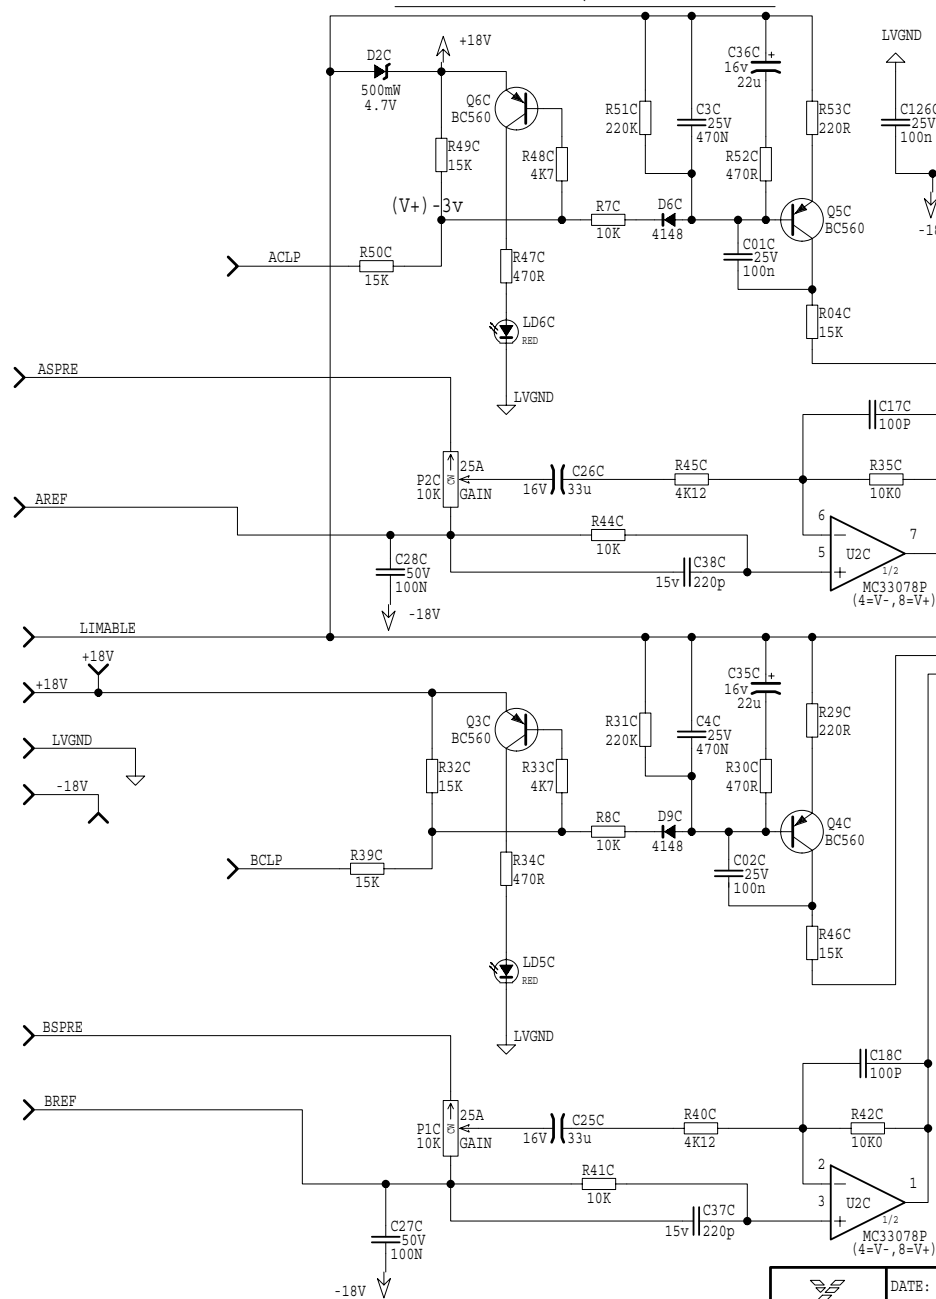 +18V
D2C
500mW
4.7V
Q6C
BC560
R49C
15K
R48C
4K7
(V+)-3v
ACLP
R50C
15K
R47C
470R
LD6C
RED
LVGND
R51C
220K
C3C
25V
470N
C36C
16v
+
22u
R53C
220R
R52C
470R
R7C
10K
D6C
4148
Q5C
BC560
C01C
25V
100n
R04C
15K
LVGND
C126C
25V
100n
ASPRE
AREF
P2C
10K
25A
GAIN
CW
C26C
16V
33u
R45C
4K12
C17C
100P
R35C
10K0
R44C
10K
C28C
50V
100N
-18V
C38C
15v
220p
6
5
7
U2C
1/2
MC33078P
(4=V-,8=V+)
LIMABLE
+18V
+18V
LVGND
-18V
Q3C
BC560
R32C
15K
R33C
4K7
BCLP
R39C
15K
R34C
470R
LD5C
RED
LVGND
R31C
220K
C4C
25V
470N
C35C
16v
+
22u
R29C
220R
R30C
470R
R8C
10K
D9C
4148
Q4C
BC560
C02C
25V
100n
R46C
15K
BSPRE
BREF
P1C
10K
25A
GAIN
CW
C25C
16V
33u
R40C
4K12
C18C
100P
R42C
10K0
R41C
10K
C27C
50V
100N
-18V
C37C
15v
220p
2
3
1
U2C
1/2
MC33078P
(4=V-,8=V+)
DATE: